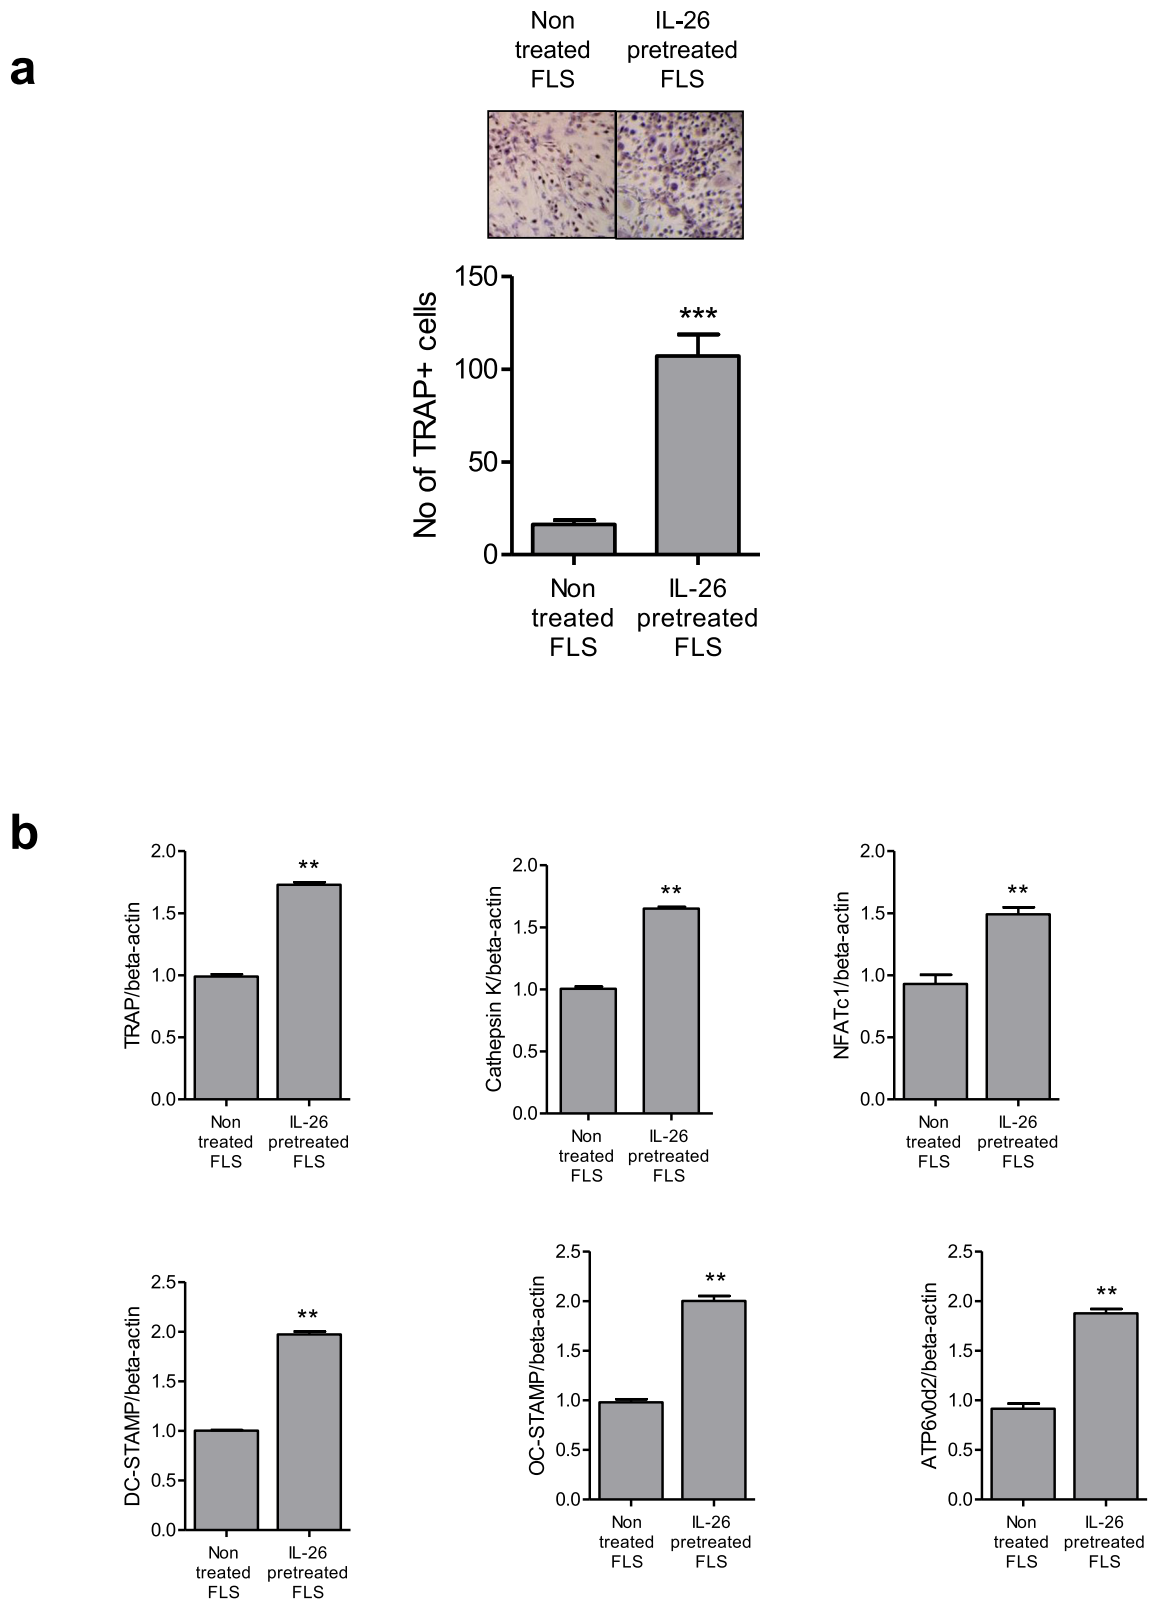 a
Non
treated
FLS
IL-26
pretreated
FLS
150
100
50
0
No of TRAP+ cells
***
Non
treated
FLS
IL-26
pretreated
FLS
b
2.0
1.5
1.0
0.5
0.0
TRAP/beta-actin
**
Non
treated
FLS
IL-26
pretreated
FLS
2.0
1.5
1.0
0.5
0.0
Cathepsin K/beta-actin
**
Non
treated
FLS
IL-26
pretreated
FLS
2.0
1.5
1.0
0.5
0.0
NFATc1/beta-actin
**
Non
treated
FLS
IL-26
pretreated
FLS
2.5
2.0
1.5
1.0
0.5
0.0
DC-STAMP/beta-actin
**
Non
treated
FLS
IL-26
pretreated
FLS
2.5
2.0
1.5
1.0
0.5
0.0
OC-STAMP/beta-actin
**
Non
treated
FLS
IL-26
pretreated
FLS
2.5
2.0
1.5
1.0
0.5
0.0
ATP6v0d2/beta-actin
**
Non
treated
FLS
IL-26
pretreated
FLS